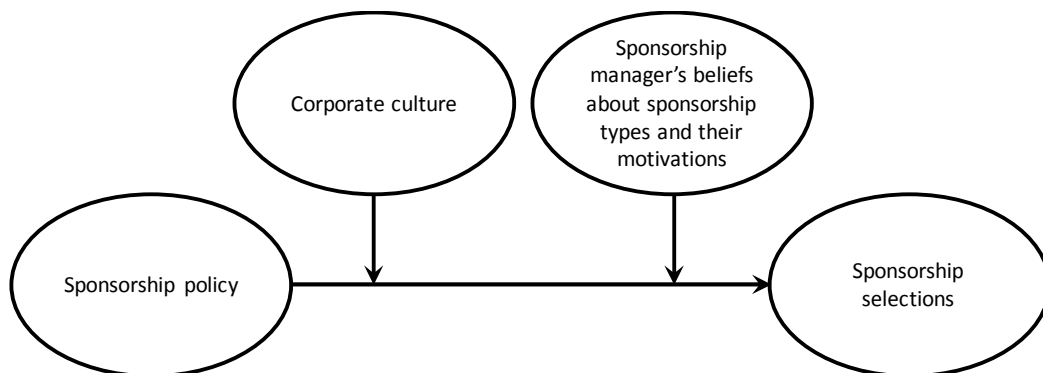 Corporate culture
Sponsorship
manager’s beliefs
about sponsorship
types and their
motivations
Sponsorship policy
Sponsorship
selections